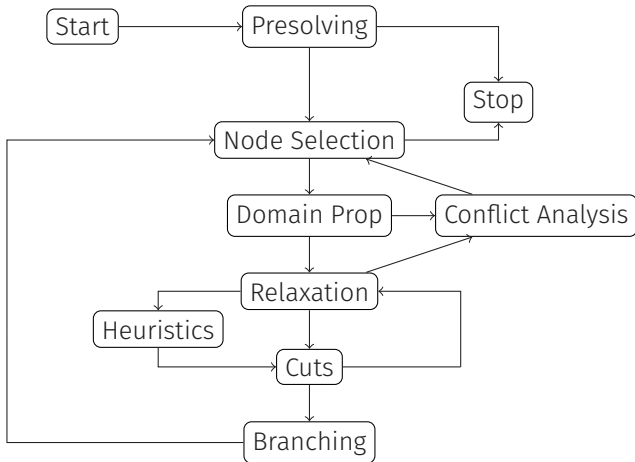 Start
Presolving
Stop
Node Selection
Domain Prop
Conflict Analysis
Relaxation
Heuristics
Cuts
Branching